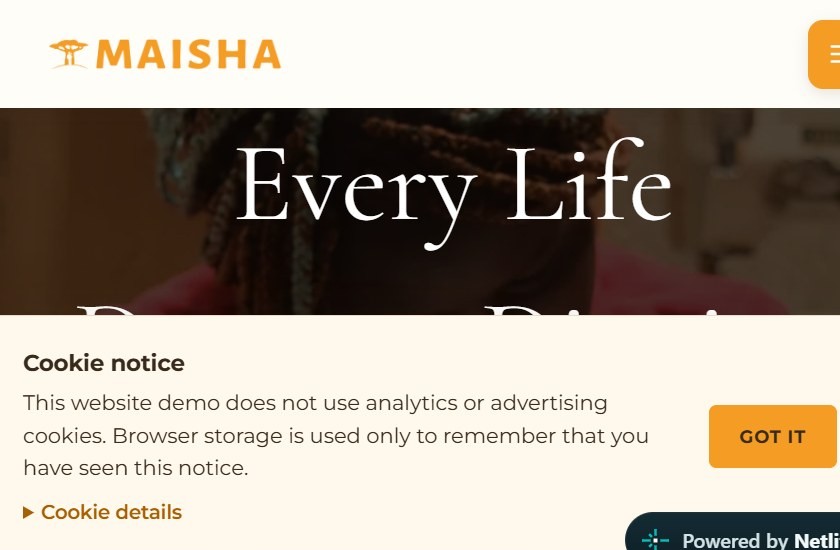 MAISHA
Every Life
Cookie notice
This website demo does not use analytics or advertising
cookies. Browser storage is used only to remember that you
have seen this notice.
GOT IT
Cookie details
Powered by